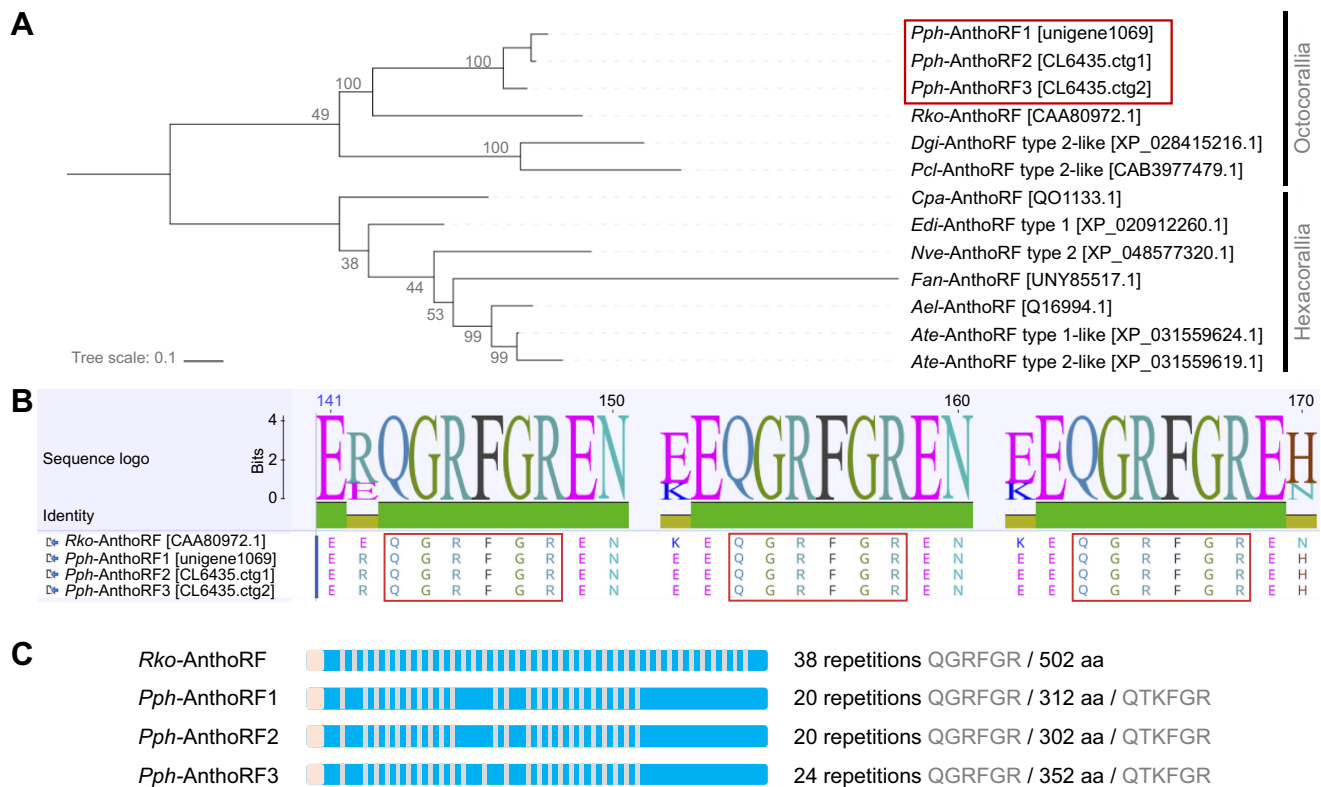 A
Pph-AnthoRF1 [unigene1069]
Pph-AnthoRF2 [CL6435.ctg1]
Pph-AnthoRF3 [CL6435.ctg2]
Rko-AnthoRF [CAA80972.1]
Dgi-AnthoRF type 2-like [XP_028415216.1]
Pcl-AnthoRF type 2-like [CAB3977479.1]
Cpa-AnthoRF [QO1133.1]
Edi-AnthoRF type 1 [XP_020912260.1]
Nve-AnthoRF type 2 [XP_048577320.1]
Fan-AnthoRF [UNY85517.1]
Ael-AnthoRF [Q16994.1]
Ate-AnthoRF type 1-like [XP_031559624.1]
Ate-AnthoRF type 2-like [XP_031559619.1]
Octocorallia
Hexacorallia
100
100
49
100
38
44
53
99
99
Tree scale: 0.1
B
141 150 160 170
Sequence logo
Bits
4
2
0
E R Q G R F G R E N E E Q G R F G R E N E E Q G R F G R E H
E K K N
Identity
Rko-AnthoRF [CAA80972.1] E E Q G R F G R E N K E Q G R F G R E N K E Q G R F G R E N
Pph-AnthoRF1 [unigene1069] E R Q G R F G R E N E E Q G R F G R E N E E Q G R F G R E H
Pph-AnthoRF2 [CL6435.ctg1] E R Q G R F G R E N E E Q G R F G R E N E E Q G R F G R E H
Pph-AnthoRF3 [CL6435.ctg2] E R Q G R F G R E N E E Q G R F G R E N E E Q G R F G R E H
C
Rko-AnthoRF 38 repetitions QGRFGR / 502 aa
Pph-AnthoRF1 20 repetitions QGRFGR / 312 aa / QTKFGR
Pph-AnthoRF2 20 repetitions QGRFGR / 302 aa / QTKFGR
Pph-AnthoRF3 24 repetitions QGRFGR / 352 aa / QTKFGR